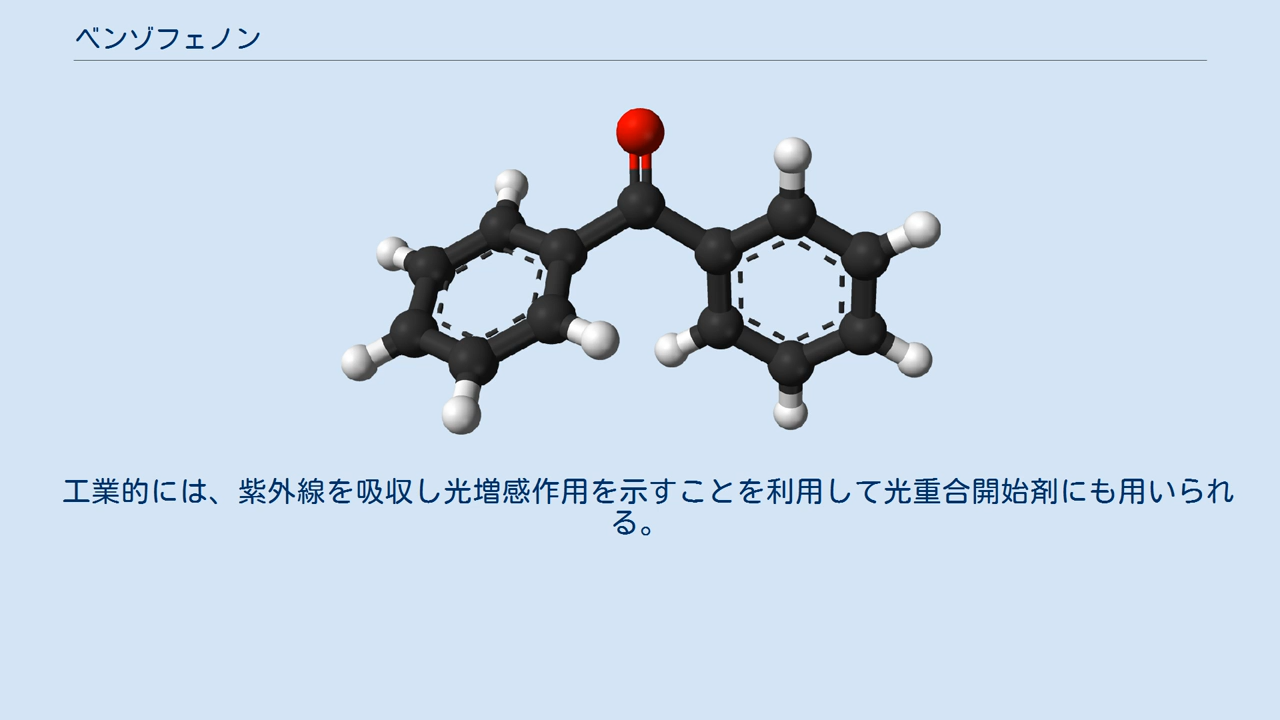 ベンゾフェノン
工業的には、紫外線を吸収し光増感作用を示すことを利用して光重合開始剤にも用いられ
る。